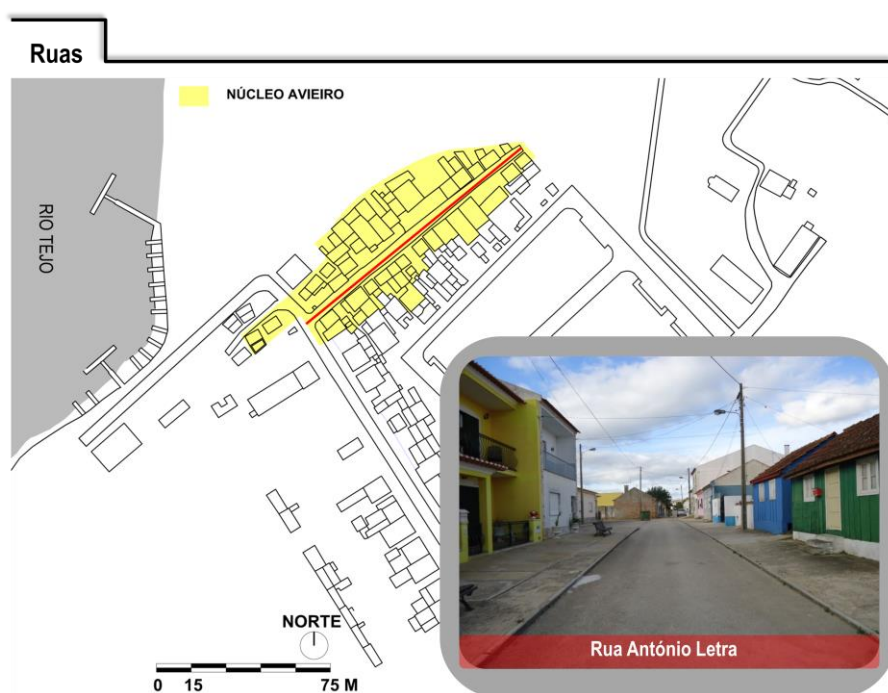 Ruas
NÚCLEO AVIEIRO
RIO TEJO
NORTE
0 15 75 M
Rua António Letra